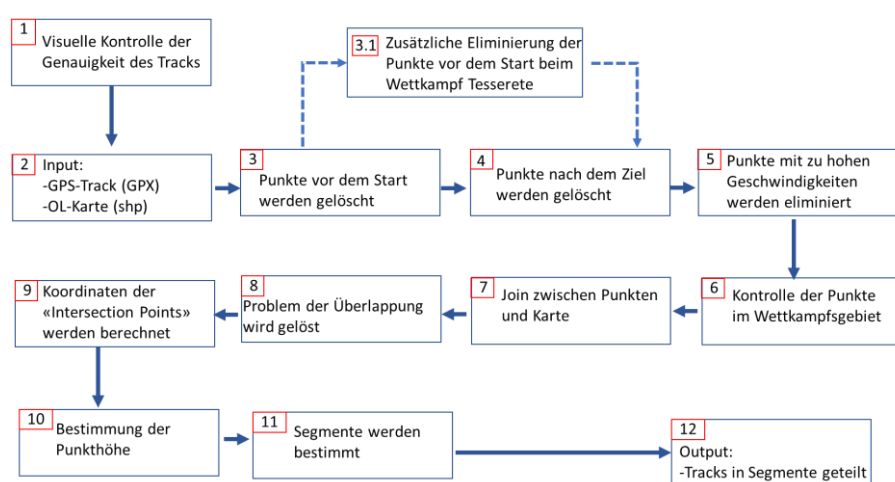 1
Visuelle Kontrolle der
Genauigkeit des Tracks
3.1
Zusätzliche Eliminierung der
Punkte vor dem Start beim
Wettkampf Tesserete
2
Input:
-GPS-Track (GPX)
-OL-Karte (shp)
3
Punkte vor dem Start
werden gelöscht
4
Punkte nach dem Ziel
werden gelöscht
5
Punkte mit zu hohen
Geschwindigkeiten
werden eliminiert
6
Kontrolle der Punkte
im Wettkampfsgebiet
7
Join zwischen Punkten
und Karte
8
Problem der Überlappung
wird gelöst
9
Koordinaten der
«Intersection Points»
werden berechnet
10
Bestimmung der
Punkthöhe
11
Segmente werden
bestimmt
12
Output:
-Tracks in Segmente geteilt